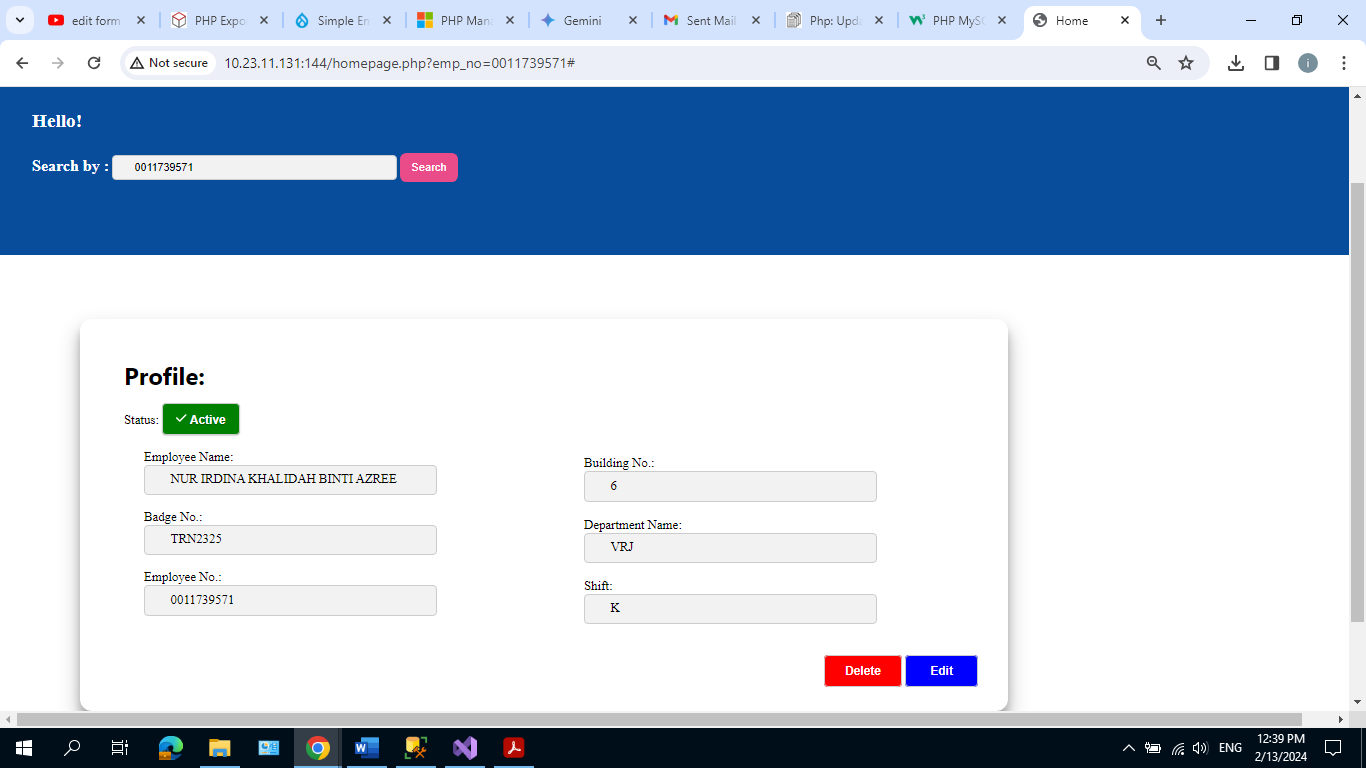 edit form
PHP Expo
Simple En
PHP Mana
Gemini
Sent Mail
Php: Upd
PHP MySQ
Home
Not secure
10.23.11.131:144/homepage.php?emp_no=0011739571#
i
Hello!
Search by :
0011739571
Search
Profile:
Status:
Active
Employee Name:
NUR IRDINA KHALIDAH BINTI AZREE
Badge No.:
TRN2325
Employee No.:
0011739571
Building No.:
6
Department Name:
VRJ
Shift:
K
Delete
Edit
ENG
12:39 PM
2/13/2024